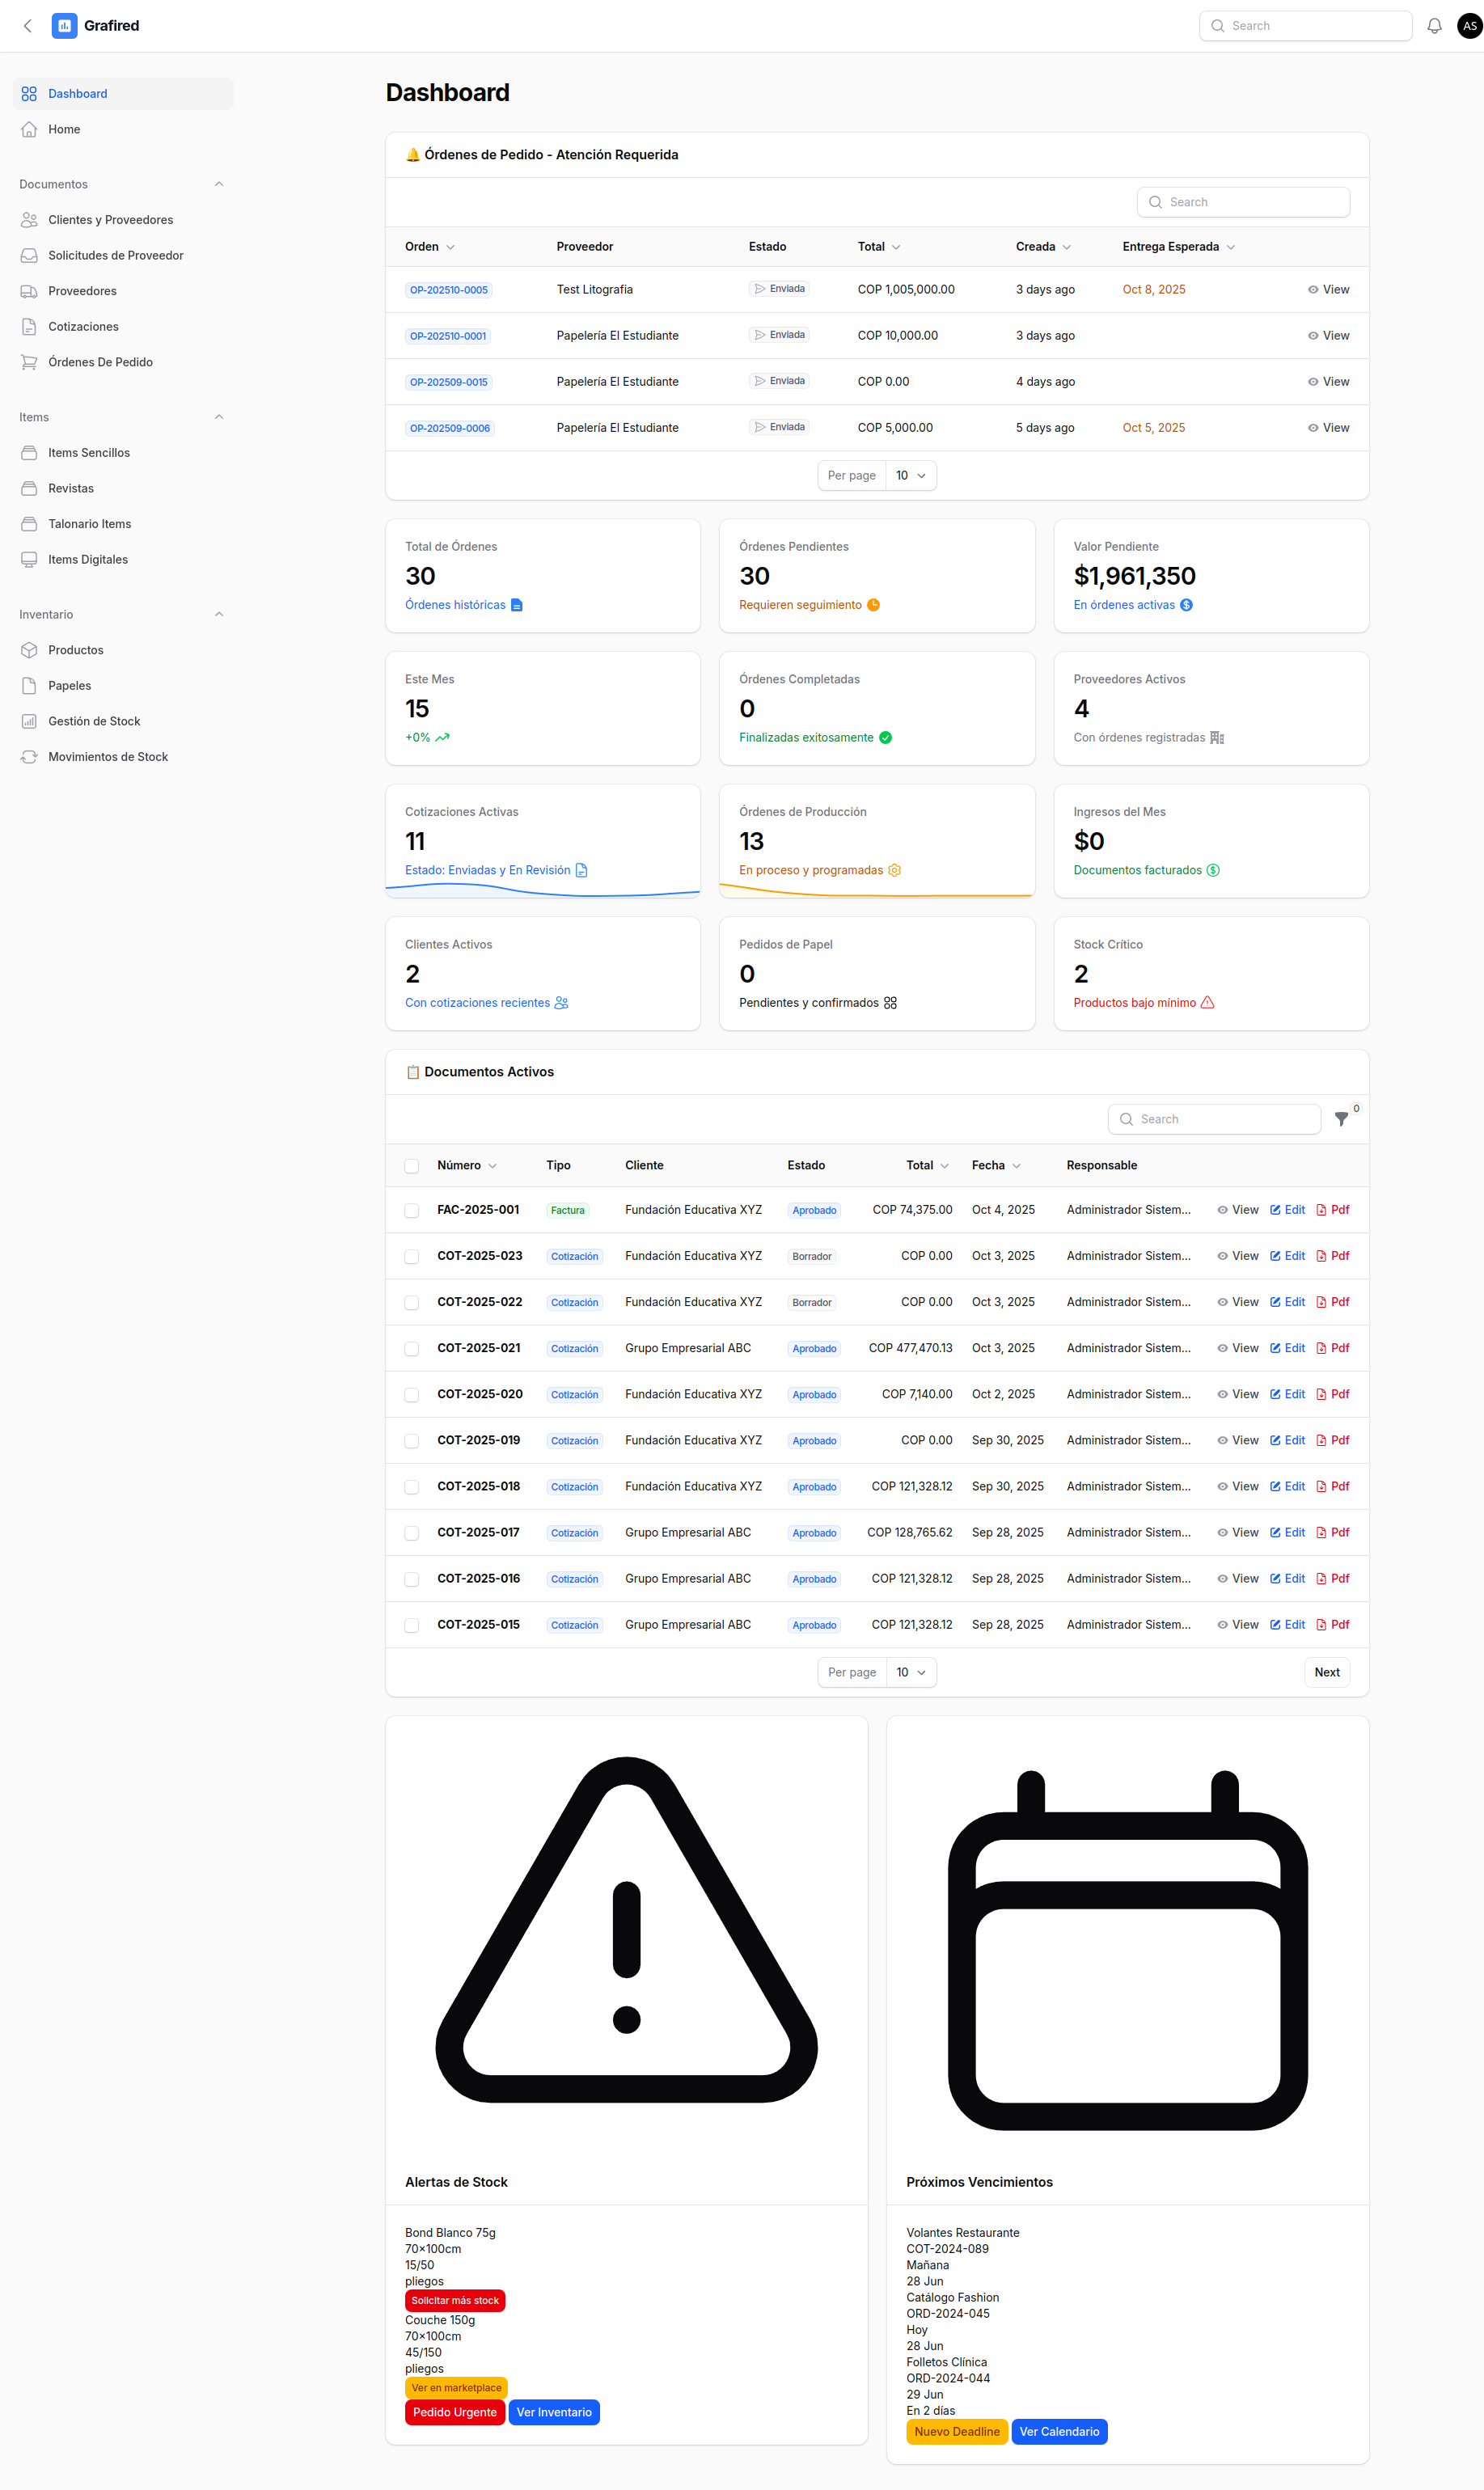 Grafired
Search
AS
Dashboard
Home
Documentos
Clientes y Proveedores
Solicitudes de Proveedor
Proveedores
Cotizaciones
Órdenes De Pedido
Items
Items Sencillos
Revistas
Talonario Items
Items Digitales
Inventario
Productos
Papeles
Gestión de Stock
Movimientos de Stock
Dashboard
🔔 Órdenes de Pedido - Atención Requerida
Search
Orden Proveedor Estado Total Creada Entrega Esperada
OP-202510-0005 Test Litografia Enviada COP 1,005,000.00 3 days ago Oct 8, 2025 View
OP-202510-0001 Papelería El Estudiante Enviada COP 10,000.00 3 days ago View
OP-202509-0015 Papelería El Estudiante Enviada COP 0.00 4 days ago View
OP-202509-0006 Papelería El Estudiante Enviada COP 5,000.00 5 days ago Oct 5, 2025 View
Per page 10
Total de Órdenes
30
Órdenes históricas
Órdenes Pendientes
30
Requieren seguimiento
Valor Pendiente
$1,961,350
En órdenes activas
Este Mes
15
+0%
Órdenes Completadas
0
Finalizadas exitosamente
Proveedores Activos
4
Con órdenes registradas
Cotizaciones Activas
11
Estado: Enviadas y En Revisión
Órdenes de Producción
13
En proceso y programadas
Ingresos del Mes
$0
Documentos facturados
Clientes Activos
2
Con cotizaciones recientes
Pedidos de Papel
0
Pendientes y confirmados
Stock Crítico
2
Productos bajo mínimo
📋 Documentos Activos
Search
0
Número Tipo Cliente Estado Total Fecha Responsable
FAC-2025-001 Factura Fundación Educativa XYZ Aprobado COP 74,375.00 Oct 4, 2025 Administrador Sistem... View Edit Pdf
COT-2025-023 Cotización Fundación Educativa XYZ Borrador COP 0.00 Oct 3, 2025 Administrador Sistem... View Edit Pdf
COT-2025-022 Cotización Fundación Educativa XYZ Borrador COP 0.00 Oct 3, 2025 Administrador Sistem... View Edit Pdf
COT-2025-021 Cotización Grupo Empresarial ABC Aprobado COP 477,470.13 Oct 3, 2025 Administrador Sistem... View Edit Pdf
COT-2025-020 Cotización Fundación Educativa XYZ Aprobado COP 7,140.00 Oct 2, 2025 Administrador Sistem... View Edit Pdf
COT-2025-019 Cotización Fundación Educativa XYZ Aprobado COP 0.00 Sep 30, 2025 Administrador Sistem... View Edit Pdf
COT-2025-018 Cotización Fundación Educativa XYZ Aprobado COP 121,328.12 Sep 30, 2025 Administrador Sistem... View Edit Pdf
COT-2025-017 Cotización Grupo Empresarial ABC Aprobado COP 128,765.62 Sep 28, 2025 Administrador Sistem... View Edit Pdf
COT-2025-016 Cotización Grupo Empresarial ABC Aprobado COP 121,328.12 Sep 28, 2025 Administrador Sistem... View Edit Pdf
COT-2025-015 Cotización Grupo Empresarial ABC Aprobado COP 121,328.12 Sep 28, 2025 Administrador Sistem... View Edit Pdf
Per page 10
Next
Alertas de Stock
Bond Blanco 75g
70×100cm
15/50
pliegos
Solicitar más stock
Couche 150g
70×100cm
45/150
pliegos
Ver en marketplace
Pedido Urgente Ver Inventario
Próximos Vencimientos
Volantes Restaurante
COT-2024-089
Mañana
28 Jun
Catálogo Fashion
ORD-2024-045
Hoy
28 Jun
Folletos Clínica
ORD-2024-044
29 Jun
En 2 días
Nuevo Deadline Ver Calendario